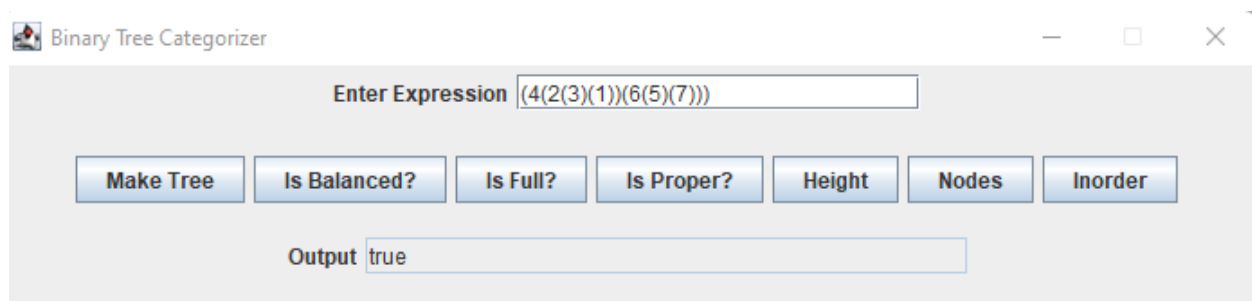 Binary Tree Categorizer
Enter Expression (4(2(3)(1))(6(5)(7)))
Make Tree Is Balanced? Is Full? Is Proper? Height Nodes Inorder
Output true